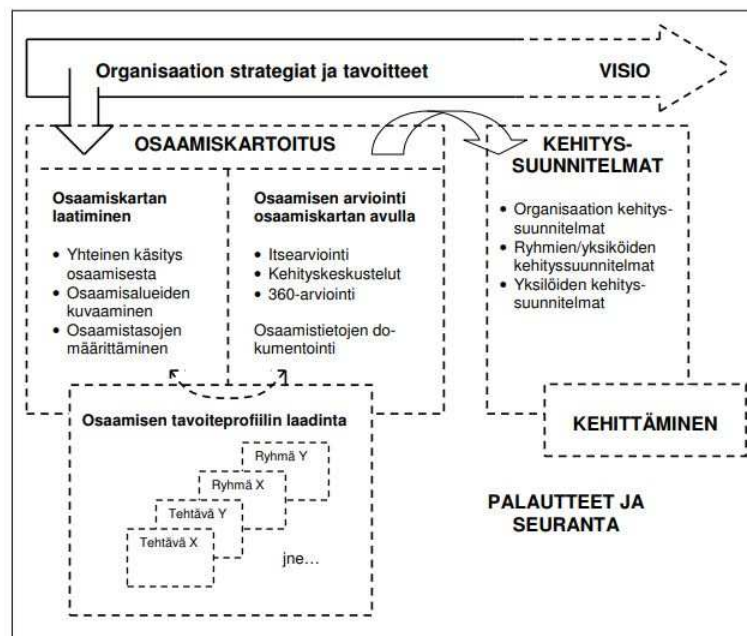 Organisaation strategiat ja tavoitteet
VISIO
OSAAMISKARTOITUS
Osaamiskartan
laatiminen
• Yhteinen käsitys
osaamisesta
• Osaamisalueiden
kuvaaminen
• Osaamistasojen
määrittäminen
Osaamisen arviointi
osaamiskartan avulla
• Itsearviointi
• Kehityskeskustelut
• 360-arviointi
Osaamistietojen do-
kumentointi
KEHITYS-
SUUNNITELMAT
• Organisaation kehitys-
suunnitelmat
• Ryhmien/yksiköiden
kehityssuunnitelmat
• Yksilöiden kehitys-
suunnitelmat
KEHITTÄMINEN
Osaamisen tavoiteprofiilin laadinta
Ryhmä Y
Ryhmä X
Tehtävä Y
Tehtävä X
jne…
PALAUTTEET JA
SEURANTA